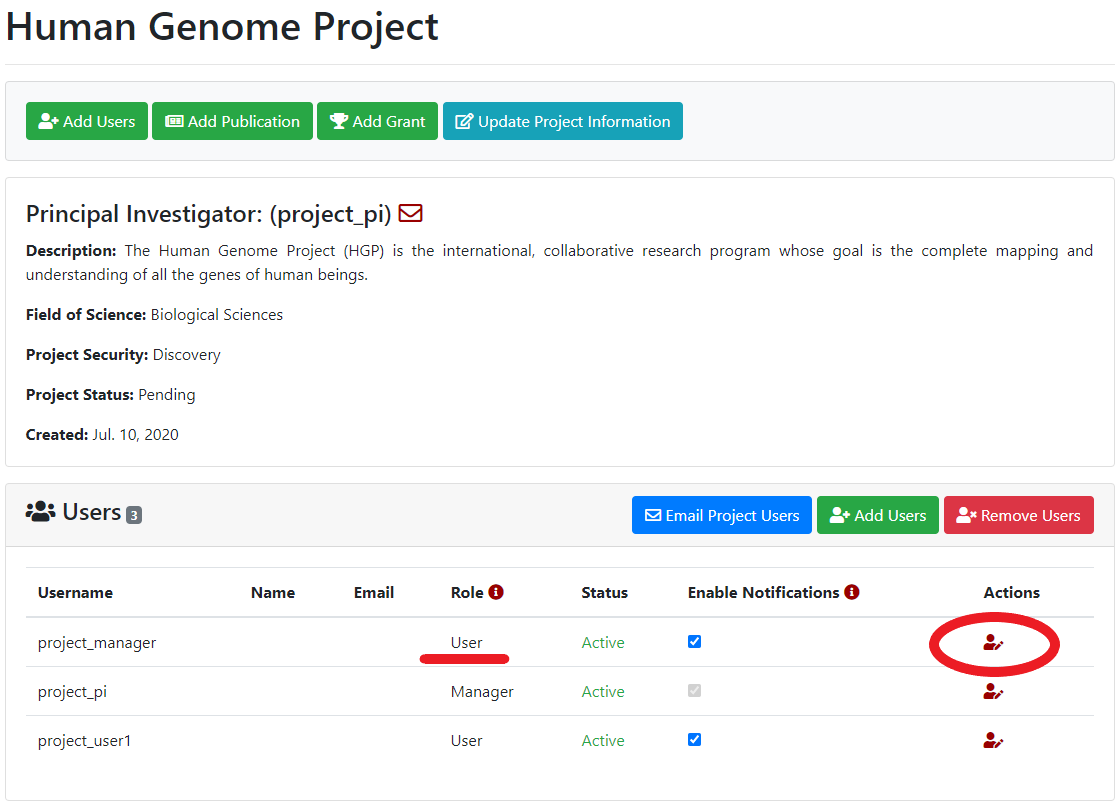 Human Genome Project
Add Users Add Publication Add Grant Update Project Information
Principal Investigator: (project_pi)
Description: The Human Genome Project (HGP) is the international, collaborative research program whose goal is the complete mapping and
understanding of all the genes of human beings.
Field of Science: Biological Sciences
Project Security: Discovery
Project Status: Pending
Created: Jul. 10, 2020
Users 3 Email Project Users Add Users Remove Users
Username Name Email Role Status Enable Notifications Actions
project_manager User Active
project_pi Manager Active
project_user1 User Active